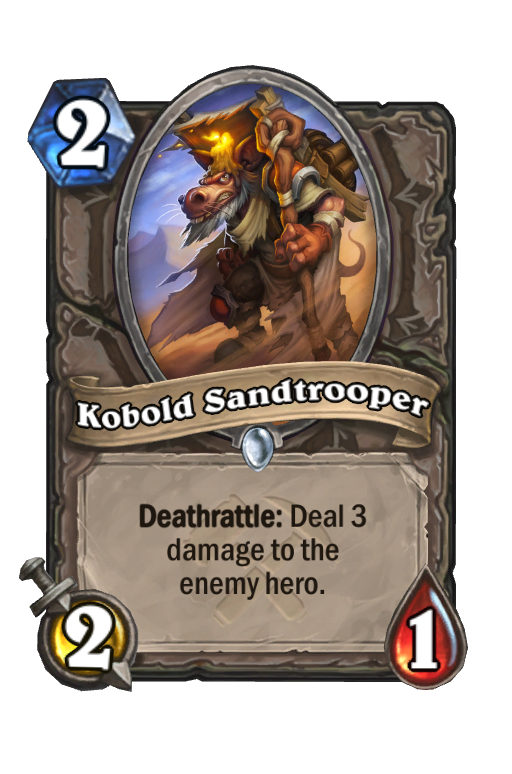 2
Kobold Sandtrooper
Deathrattle: Deal 3
damage to the
enemy hero.
2
1